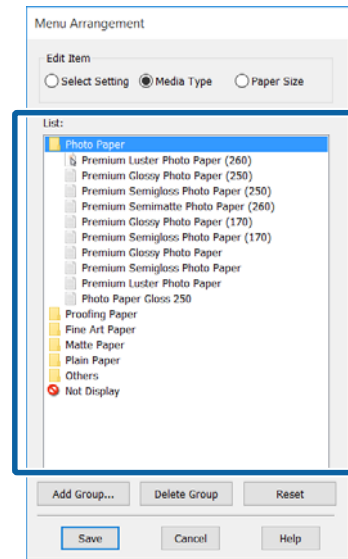 Menu Arrangement
Edit Item
Select Setting Media Type Paper Size
List:
Photo Paper
Premium Luster Photo Paper (260)
Premium Glossy Photo Paper (250)
Premium Semigloss Photo Paper (250)
Premium Semimatte Photo Paper (260)
Premium Glossy Photo Paper (170)
Premium Semigloss Photo Paper (170)
Premium Glossy Photo Paper
Premium Semigloss Photo Paper
Premium Luster Photo Paper
Photo Paper Gloss 250
Proofing Paper
Fine Art Paper
Matte Paper
Plain Paper
Others
Not Display
Add Group... Delete Group Reset
Save Cancel Help